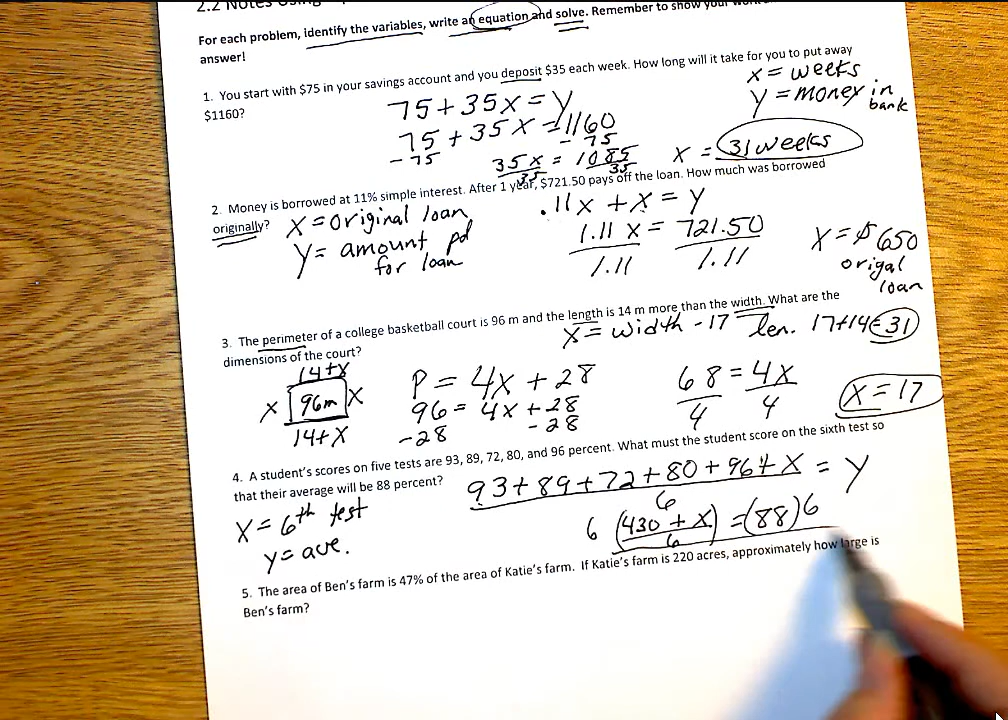 2.2 Notes
For each problem, identify the variables, write an equation and solve. Remember to show your work
answer!
1. You start with $75 in your savings account and you deposit $35 each week. How long will it take for you to put away
$1160?
x = weeks
y = money in bank
75 + 35x = y
75 + 35x = 1160
-75 - 75
35x = 1085
35 35
x = 31 weeks
2. Money is borrowed at 11% simple interest. After 1 year, $721.50 pays off the loan. How much was borrowed
originally?
X = original loan
Y = amount pd
for loan
.11x + x = y
1.11 x = 721.50
1.11 1.11
X = $650
origal
loan
3. The perimeter of a college basketball court is 96 m and the length is 14 m more than the width. What are the
dimensions of the court?
X = width - 17 len. 17+14=31
14+x
x 96m x
14+x
P = 4x + 28
96 = 4x + 28
-28 - 28
68 = 4x
4 4
x = 17
4. A student's scores on five tests are 93, 89, 72, 80, and 96 percent. What must the student score on the sixth test so
that their average will be 88 percent?
X = 6th test
y = ave.
93+89+72+80+96+x = y
6
6 (430 + x) = (88)6
6
5. The area of Ben's farm is 47% of the area of Katie's farm. If Katie's farm is 220 acres, approximately how large is
Ben's farm?